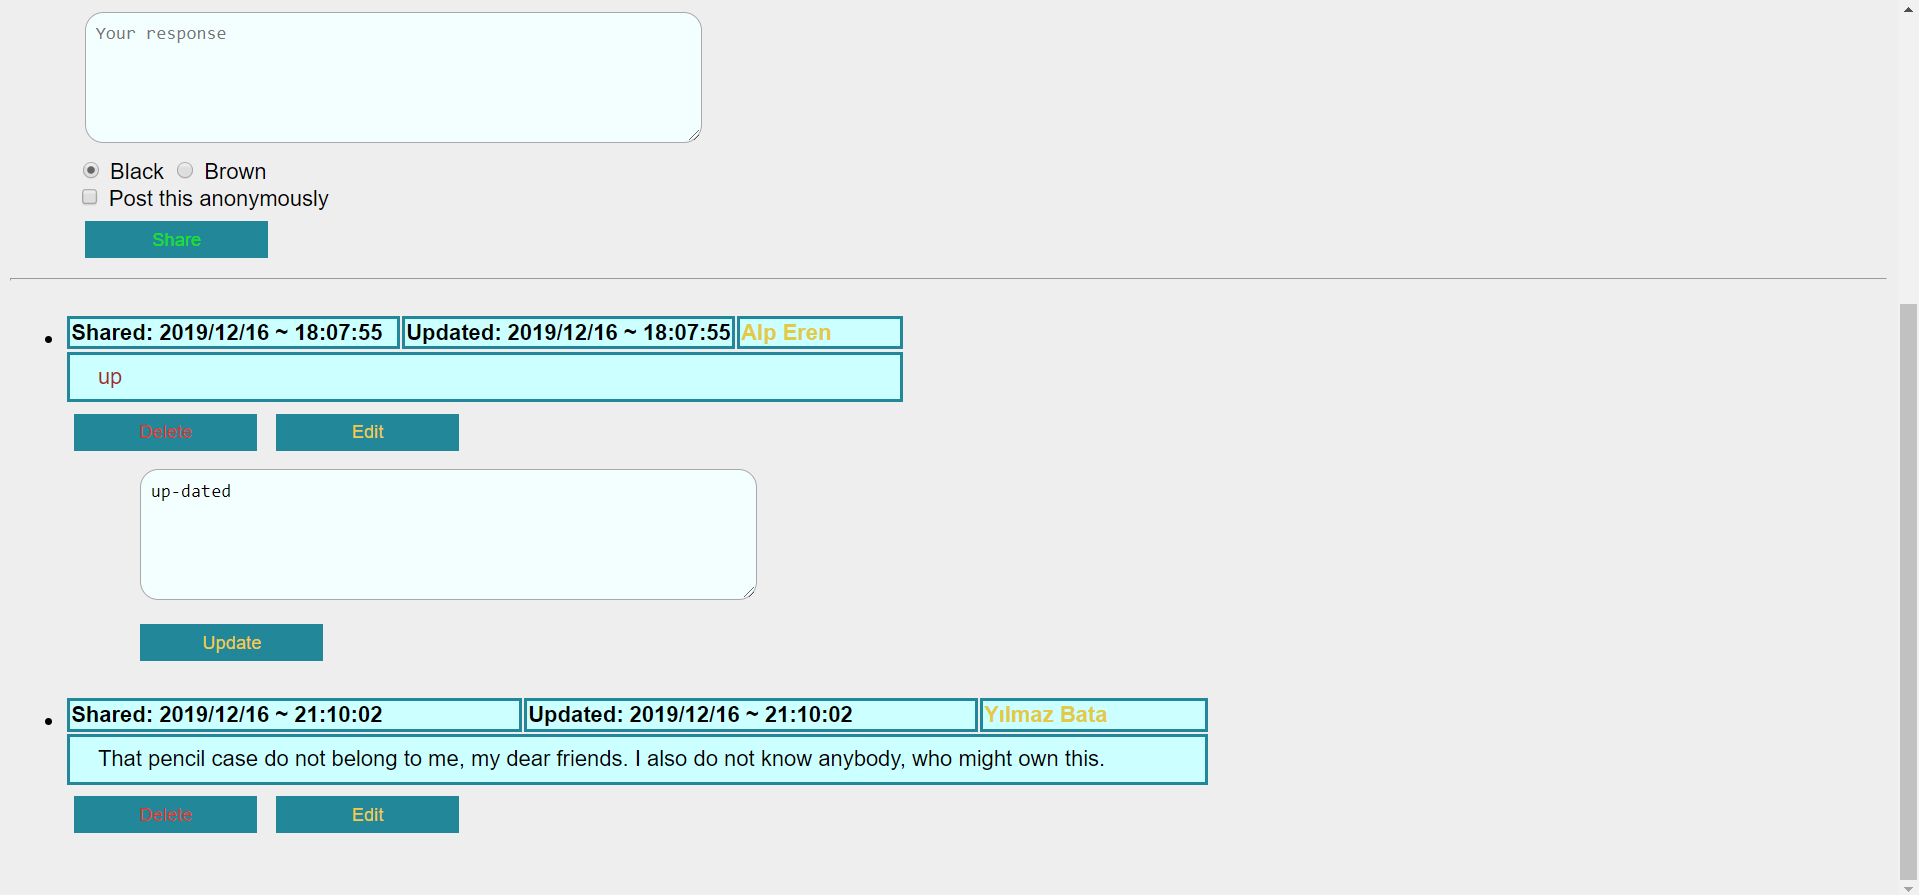 Your response
Black Brown
Post this anonymously
Share
Shared: 2019/12/16 ~ 18:07:55 Updated: 2019/12/16 ~ 18:07:55 Alp Eren
up
Delete Edit
up-dated
Update
Shared: 2019/12/16 ~ 21:10:02 Updated: 2019/12/16 ~ 21:10:02 Yılmaz Bata
That pencil case do not belong to me, my dear friends. I also do not know anybody, who might own this.
Delete Edit